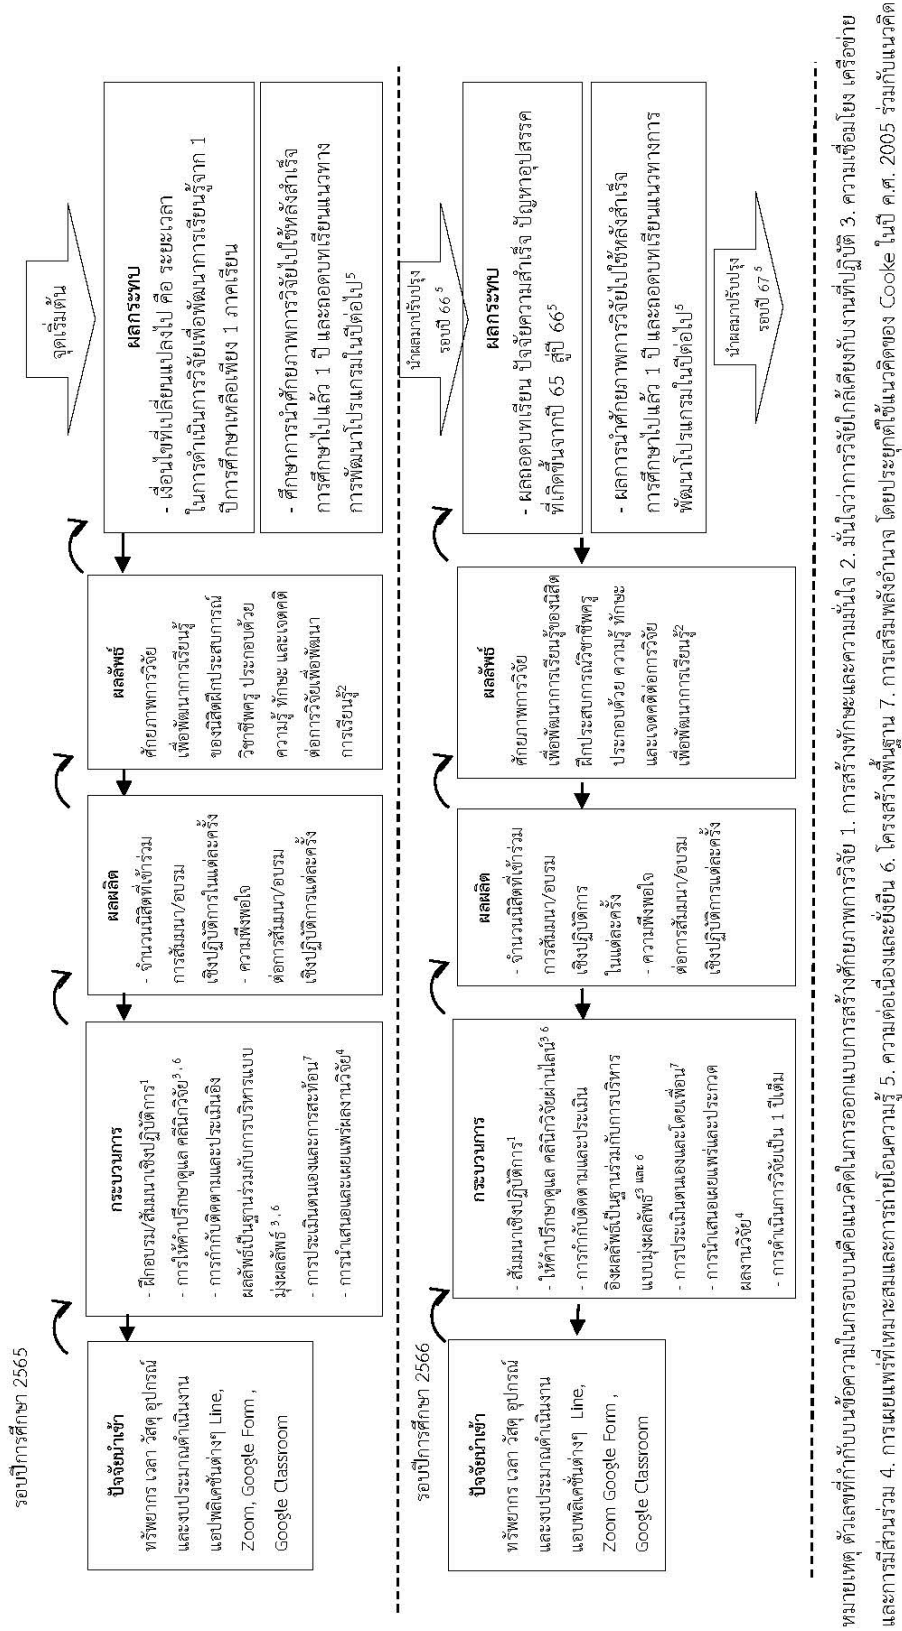 รอบปีการศึกษา 2565
ปัจจัยนำเข้า
ทรัพยากร เวลา วัสดุ อุปกรณ์
และงบประมาณดำเนินงาน
แอปพลิเคชันต่างๆ Line,
Zoom, Google Form ,
Google Classroom
กระบวนการ
- ฝึกอบรม/สัมมนาเชิงปฏิบัติการ¹
- การให้คำปรึกษาดูแล คลินิกวิจัย³ , ⁶
- การกำกับติดตามและประเมินอิง
ผลลัพธ์เป็นฐานร่วมกับการบริหารแบบ
มุ่งผลลัพธ์ ³ , ⁶
- การประเมินตนเองและการสะท้อน⁷
- การนำเสนอและเผยแพร่ผลงานวิจัย⁴
ผลผลิต
- จำนวนนิสิตที่เข้าร่วม
การสัมมนา/อบรม
เชิงปฏิบัติการในแต่ละครั้ง
- ความพึงพอใจ
ต่อการสัมมนา/อบรม
เชิงปฏิบัติการแต่ละครั้ง
ผลลัพธ์
ศักยภาพการวิจัย
เพื่อพัฒนาการเรียนรู้
ของนิสิตฝึกประสบการณ์
วิชาชีพครู ประกอบด้วย
ความรู้ ทักษะ และเจตคติ
ต่อการวิจัยเพื่อพัฒนา
การเรียนรู้²
จุดเริ่มต้น
ผลกระทบ
- เงื่อนไขที่เปลี่ยนแปลงไป คือ ระยะเวลา
ในการดำเนินการวิจัยเพื่อพัฒนาการเรียนรู้จาก 1
ปีการศึกษาเหลือเพียง 1 ภาคเรียน
- ศึกษาการนำศักยภาพการวิจัยไปใช้หลังสำเร็จ
การศึกษาไปแล้ว 1 ปี และถอดบทเรียนแนวทาง
การพัฒนาโปรแกรมในปีต่อไป⁵
รอบปีการศึกษา 2566
ปัจจัยนำเข้า
ทรัพยากร เวลา วัสดุ อุปกรณ์
และงบประมาณดำเนินงาน
แอบพลิเคชันต่างๆ Line,
Zoom Google Form ,
Google Classroom
กระบวนการ
- สัมมนาเชิงปฏิบัติการ¹
- ให้คำปรึกษาดูแล คลินิกวิจัยผ่านไลน์³ ⁶
- การกำกับติดตามและประเมิน
อิงผลลัพธ์เป็นฐานร่วมกับการบริหาร
แบบมุ่งผลลัพธ์³ และ ⁶
- การประเมินตนเองและโดยเพื่อน⁷
- การนำเสนอเผยแพร่และประกวด
ผลงานวิจัย⁴
- การดำเนินการวิจัยเป็น 1 ปีเต็ม
ผลผลิต
- จำนวนนิสิตที่เข้าร่วม
การสัมมนา/อบรม
เชิงปฏิบัติการ
ในแต่ละครั้ง
- ความพึงพอใจ
ต่อการสัมมนา/อบรม
เชิงปฏิบัติการแต่ละครั้ง
ผลลัพธ์
ศักยภาพการวิจัย
เพื่อพัฒนาการเรียนรู้ของนิสิต
ฝึกประสบการณ์วิชาชีพครู
ประกอบด้วย ความรู้ ทักษะ
และเจตคติต่อการวิจัย
เพื่อพัฒนาการเรียนรู้²
นำผลมาปรับปรุง
รอบปี 66 ⁵
ผลกระทบ
- ผลถอดบทเรียน ปัจจัยความสำเร็จ ปัญหาอุปสรรค
ที่เกิดขึ้นจากปี 65 สู่ปี 66⁵
- ผลการนำศักยภาพการวิจัยไปใช้หลังสำเร็จ
การศึกษาไปแล้ว 1 ปี และถอดบทเรียนแนวทางการ
พัฒนาโปรแกรมในปีต่อไป⁵
นำผลมาปรับปรุง
รอบปี 67 ⁵
หมายเหตุ ตัวเลขที่กำกับบนข้อความในกรอบบนคือแนวคิดในการออกแบบการสร้างศักยภาพการวิจัย 1. การสร้างทักษะและความมั่นใจ 2. มั่นใจว่าการวิจัยใกล้เคียงกับงานที่ปฏิบัติ 3. ความเชื่อมโยง เครือข่าย
และการมีส่วนร่วม 4. การเผยแพร่ที่เหมาะสมและการถ่ายโอนความรู้ 5. ความต่อเนื่องและยั่งยืน 6. โครงสร้างพื้นฐาน 7. การเสริมพลังอำนาจ โดยประยุกต์ใช้แนวคิดของ Cooke ในปี ค.ศ. 2005 ร่วมกับแนวคิด